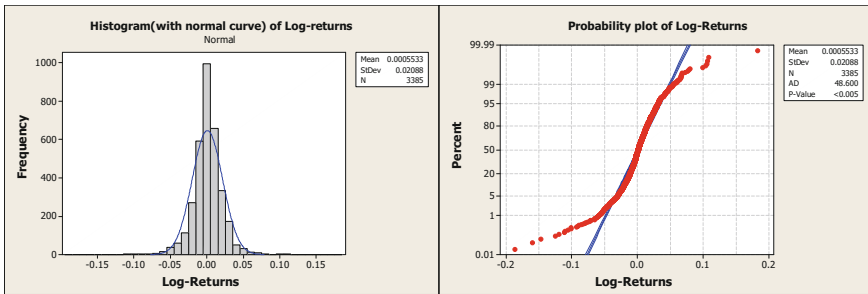 Histogram(with normal curve) of Log-returns
Normal
Mean 0.0005533
StDev 0.02088
N 3385
Frequency
1000
800
600
400
200
0
-0.15 -0.10 -0.05 0.00 0.05 0.10 0.15
Log-Returns
Probability plot of Log-Returns
Mean 0.0005533
StDev 0.02088
N 3385
AD 48.600
P-Value <0.005
Percent
99.99
99
95
80
50
20
5
1
0.01
-0.2 -0.1 0.0 0.1 0.2
Log-Returns